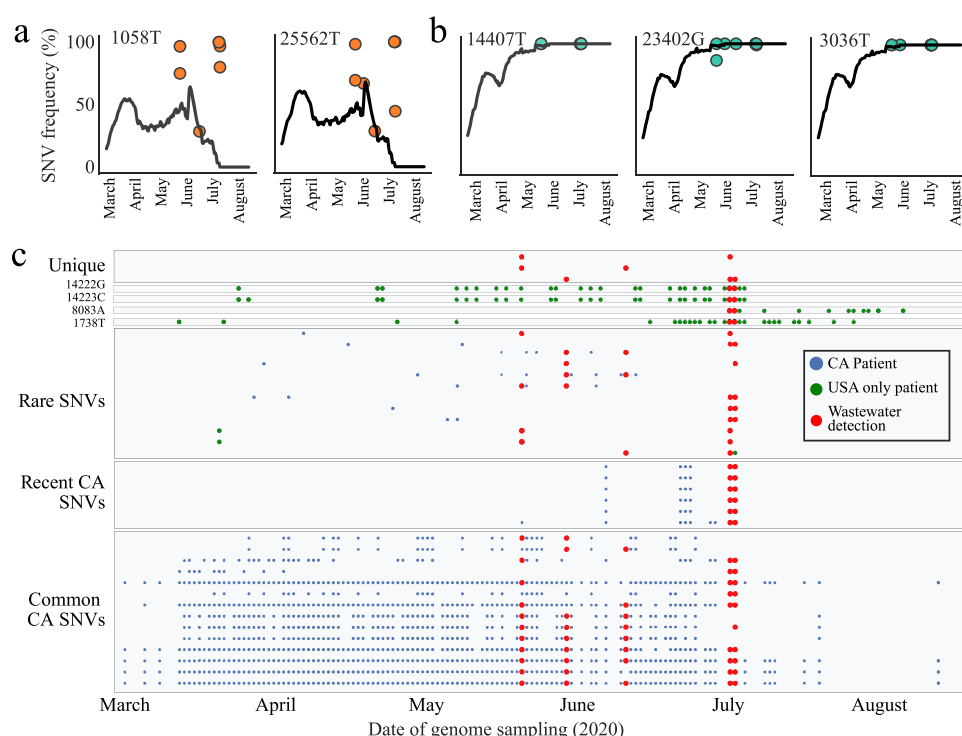 a
b
1058T
25562T
14407T
23402G
3036T
SNV frequency (%)
100
50
0
March
April
May
June
July
August
March
April
May
June
July
August
March
April
May
June
July
August
March
April
May
June
July
August
March
April
May
June
July
August
c
Unique
14222G
14223C
8083A
1738T
Rare SNVs
CA Patient
USA only patient
Wastewater
detection
Recent CA
SNVs
Common
CA SNVs
March
April
May
June
July
August
Date of genome sampling (2020)